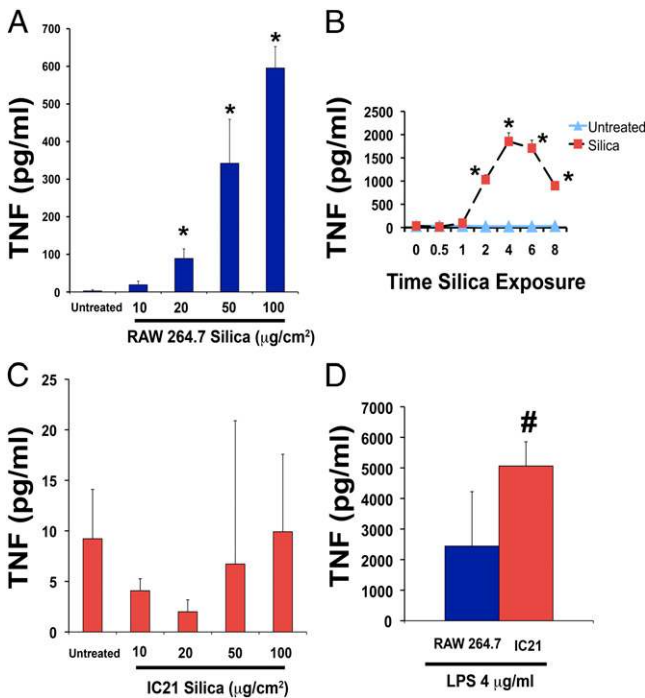 A
TNF (pg/ml)
700
600
500
400
300
200
100
0
*
*
*
Untreated
10
20
50
100
RAW 264.7 Silica (μg/cm²)
B
TNF (pg/ml)
2500
2000
1500
1000
500
0
*
*
*
*
Untreated
Silica
0 0.5 1 2 4 6 8
Time Silica Exposure
C
TNF (pg/ml)
25
20
15
10
5
0
Untreated
10
20
50
100
IC21 Silica (μg/cm²)
D
TNF (pg/ml)
7000
6000
5000
4000
3000
2000
1000
0
#
RAW 264.7
IC21
LPS 4 μg/ml